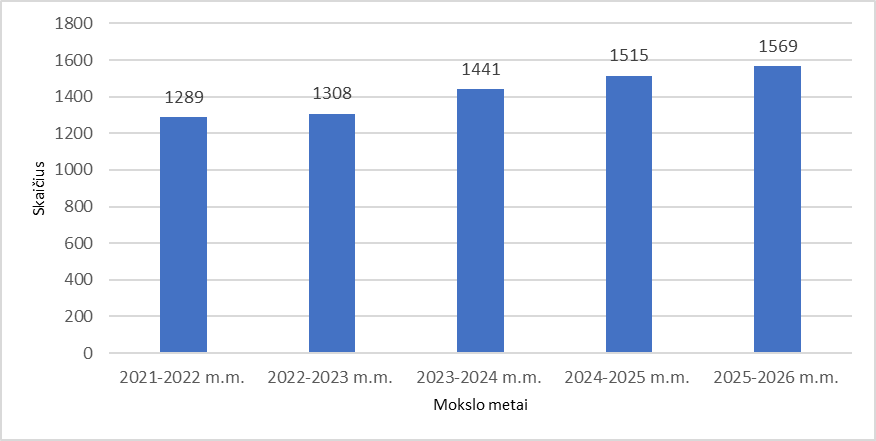 1800
1600
1400
1200
1000
800
600
400
200
0
Skaičius
1289
1308
1441
1515
1569
2021-2022 m.m.
2022-2023 m.m.
2023-2024 m.m.
2024-2025 m.m.
2025-2026 m.m.
Mokslo metai